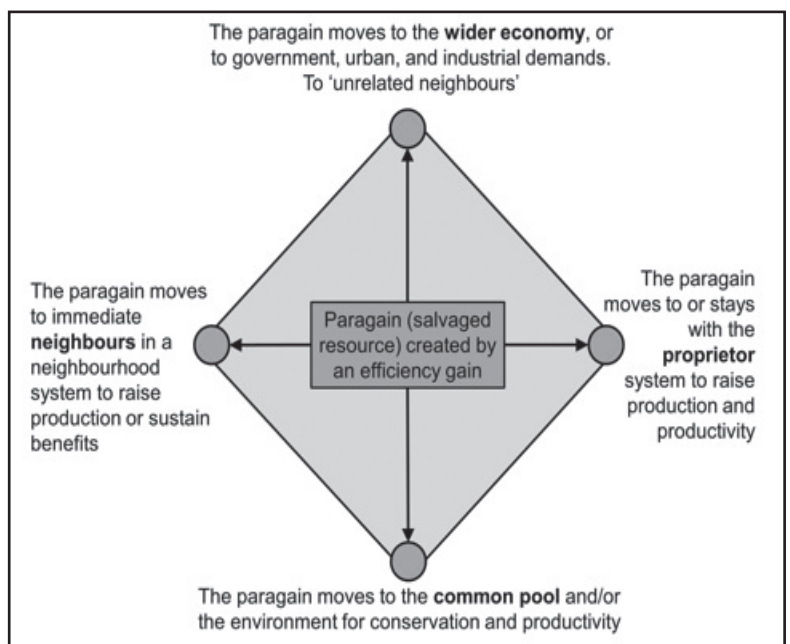 The paragain moves to the wider economy, or
to government, urban, and industrial demands.
To ‘unrelated neighbours’
The paragain moves
to immediate
neighbours in a
neighbourhood
system to raise
production or sustain
benefits
Paragain (salvaged
resource) created by
an efficiency gain
The paragain
moves to or stays
with the
proprietor
system to raise
production and
productivity
The paragain moves to the common pool and/or
the environment for conservation and productivity